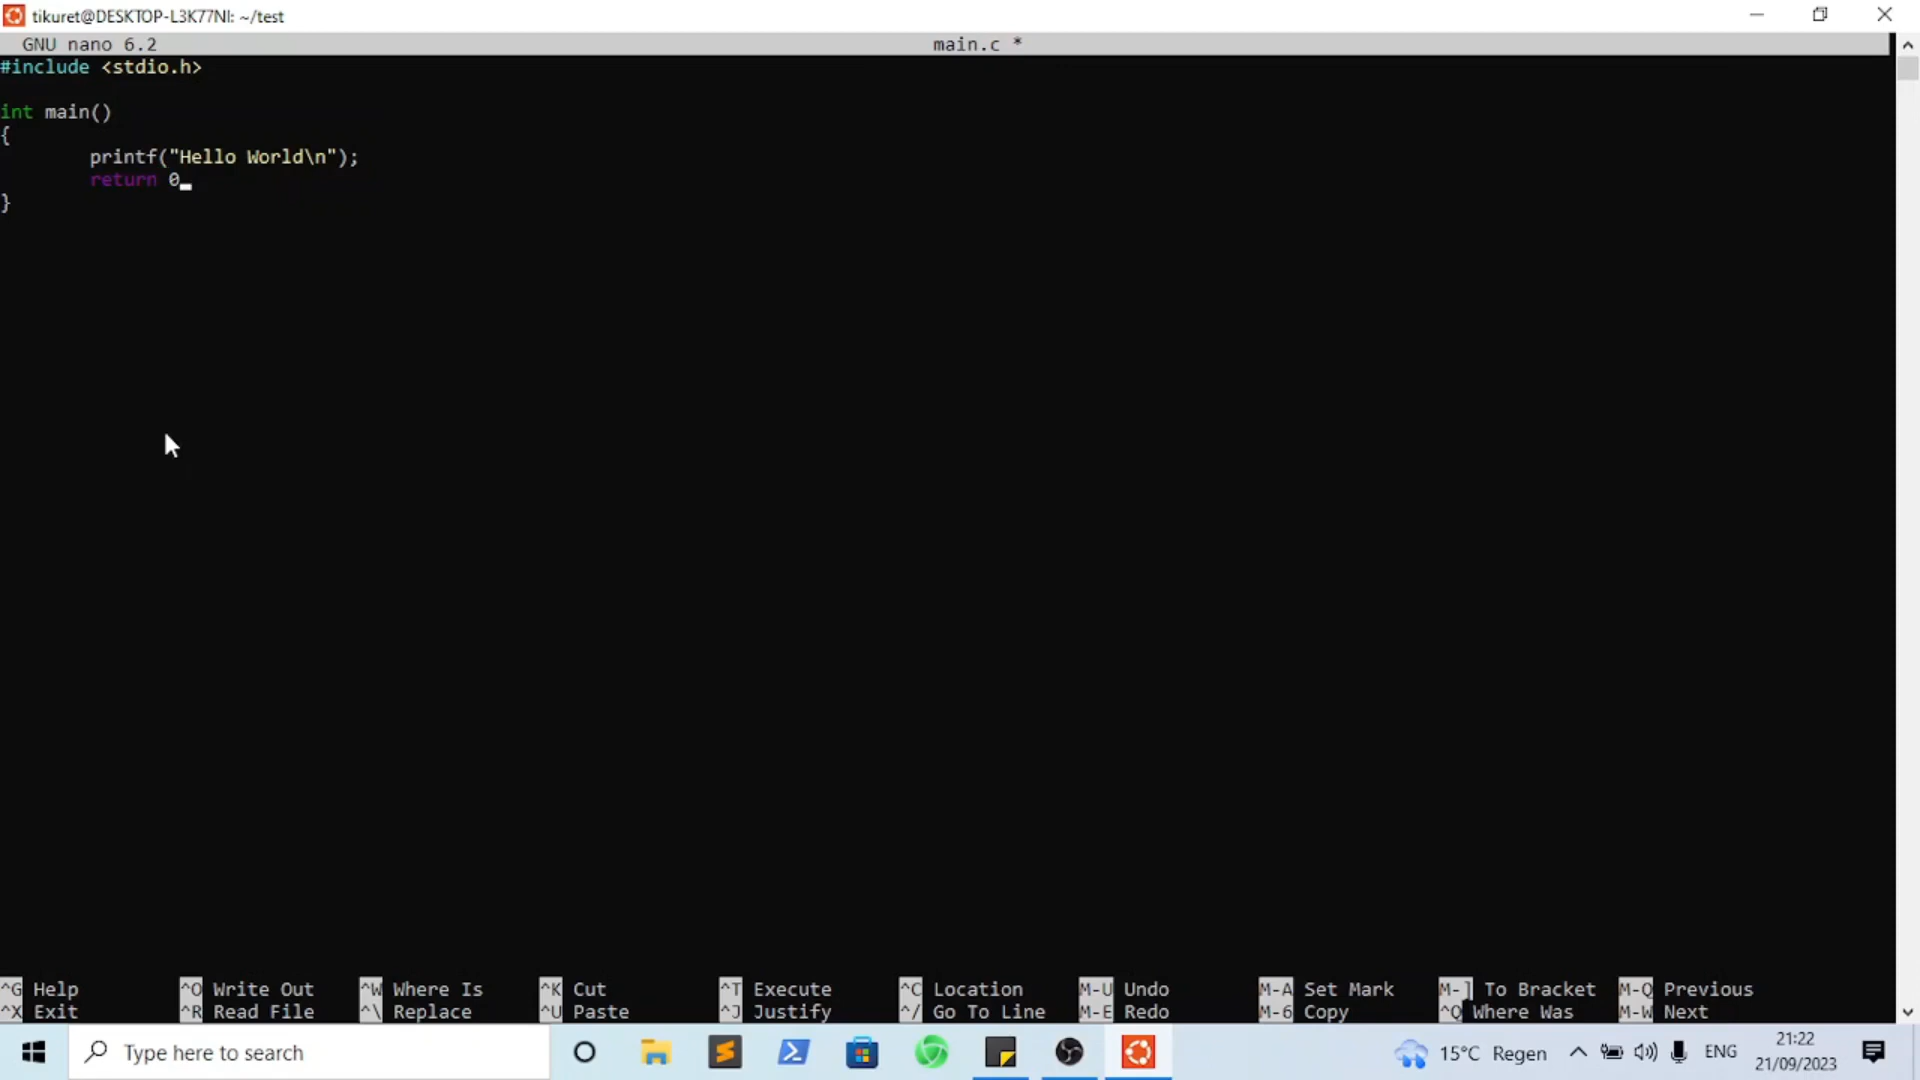 tikuret@DESKTOP-L3K77NI: ~/test
GNU nano 6.2 main.c *
#include <stdio.h>
int main()
{
printf("Hello World\n");
return 0
}
^G Help ^O Write Out ^W Where Is ^K Cut ^T Execute ^C Location M-U Undo M-A Set Mark M-] To Bracket M-Q Previous
^X Exit ^R Read File ^\ Replace ^U Paste ^J Justify ^/ Go To Line M-E Redo M-6 Copy ^Q Where Was M-W Next
Type here to search 15°C Regen ENG 21:22
21/09/2023